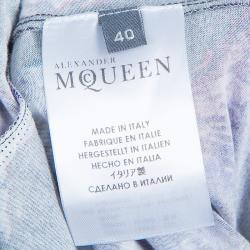 40
ALEXANDER
McQUEEN
MADE IN ITALY
FABRIQUE EN ITALIE
HERGESTELLT IN ITALIEN
HECHO EN ITALIA
イタリア製
СДЕЛАНО В ИТАЛИИ